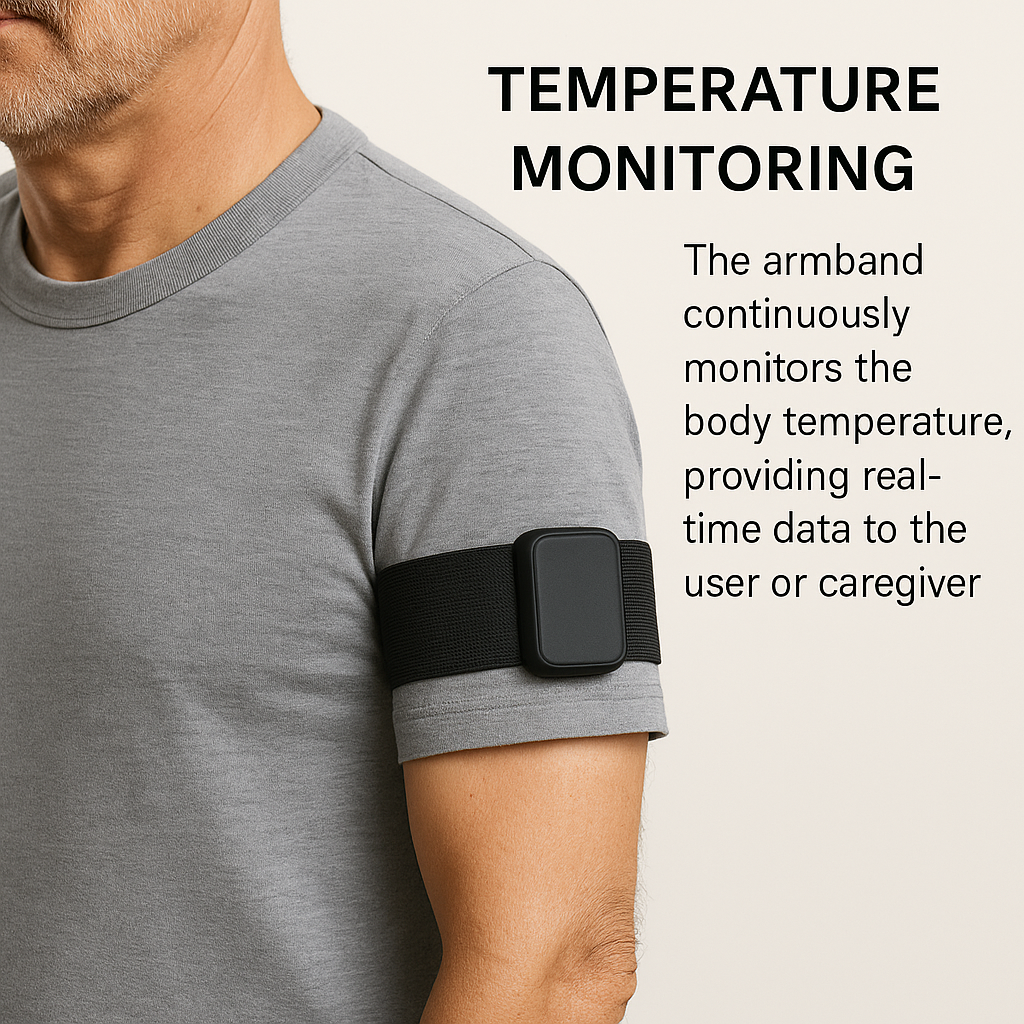 TEMPERATURE
MONITORING
The armband
continuously
monitors the
body temperature,
providing real-
time data to the
user or caregiver